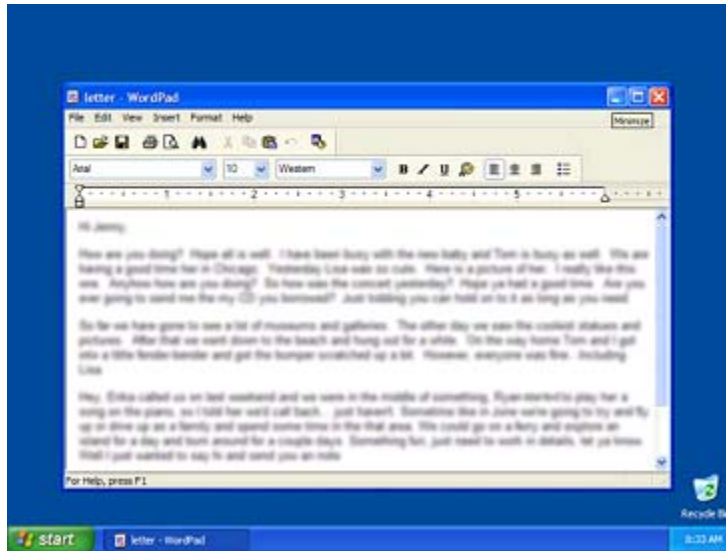 letter - WordPad
File Edit View Insert Format Help
Minimize
Arial 10 Western B U
1 2 3 4 5
Hi Jenny,
How are you doing? Hope all is well. I have been busy with the new baby and Tom is busy as well. We are
having a good time her in Chicago. Yesterday Lisa was so cute. Here is a picture of her. I really like this
one. Anyhow how are you doing? So how was the concert yesterday? Hope ya had a good time. Are you
ever going to send me the my CD you borrowed? Just kidding you can hold on to it as long as you need.
So far we have gone to see a lot of museums and galleries. The other day we saw the coolest statues and
pictures. After that we went down to the beach and hung out for a while. On the way home Tom and I got
into a little fender-bender and got the bumper scratched up a bit. However, everyone was fine. Including
Lisa
Hey, Erika called us on last weekend and we were in the middle of something, Ryan started to play her a
song on the piano, so I told her we'd call back... just haven't. Sometime like in June we're going to try and fly
up or drive up as a family and spend some time in the that area. We could go on a ferry and explore an
island for a day and bum around for a couple days. Something fun, just need to work in details, let ya know.
Well I just wanted to say hi and send you an note
For Help, press F1
Recycle B
start letter - WordPad 8:33 AM